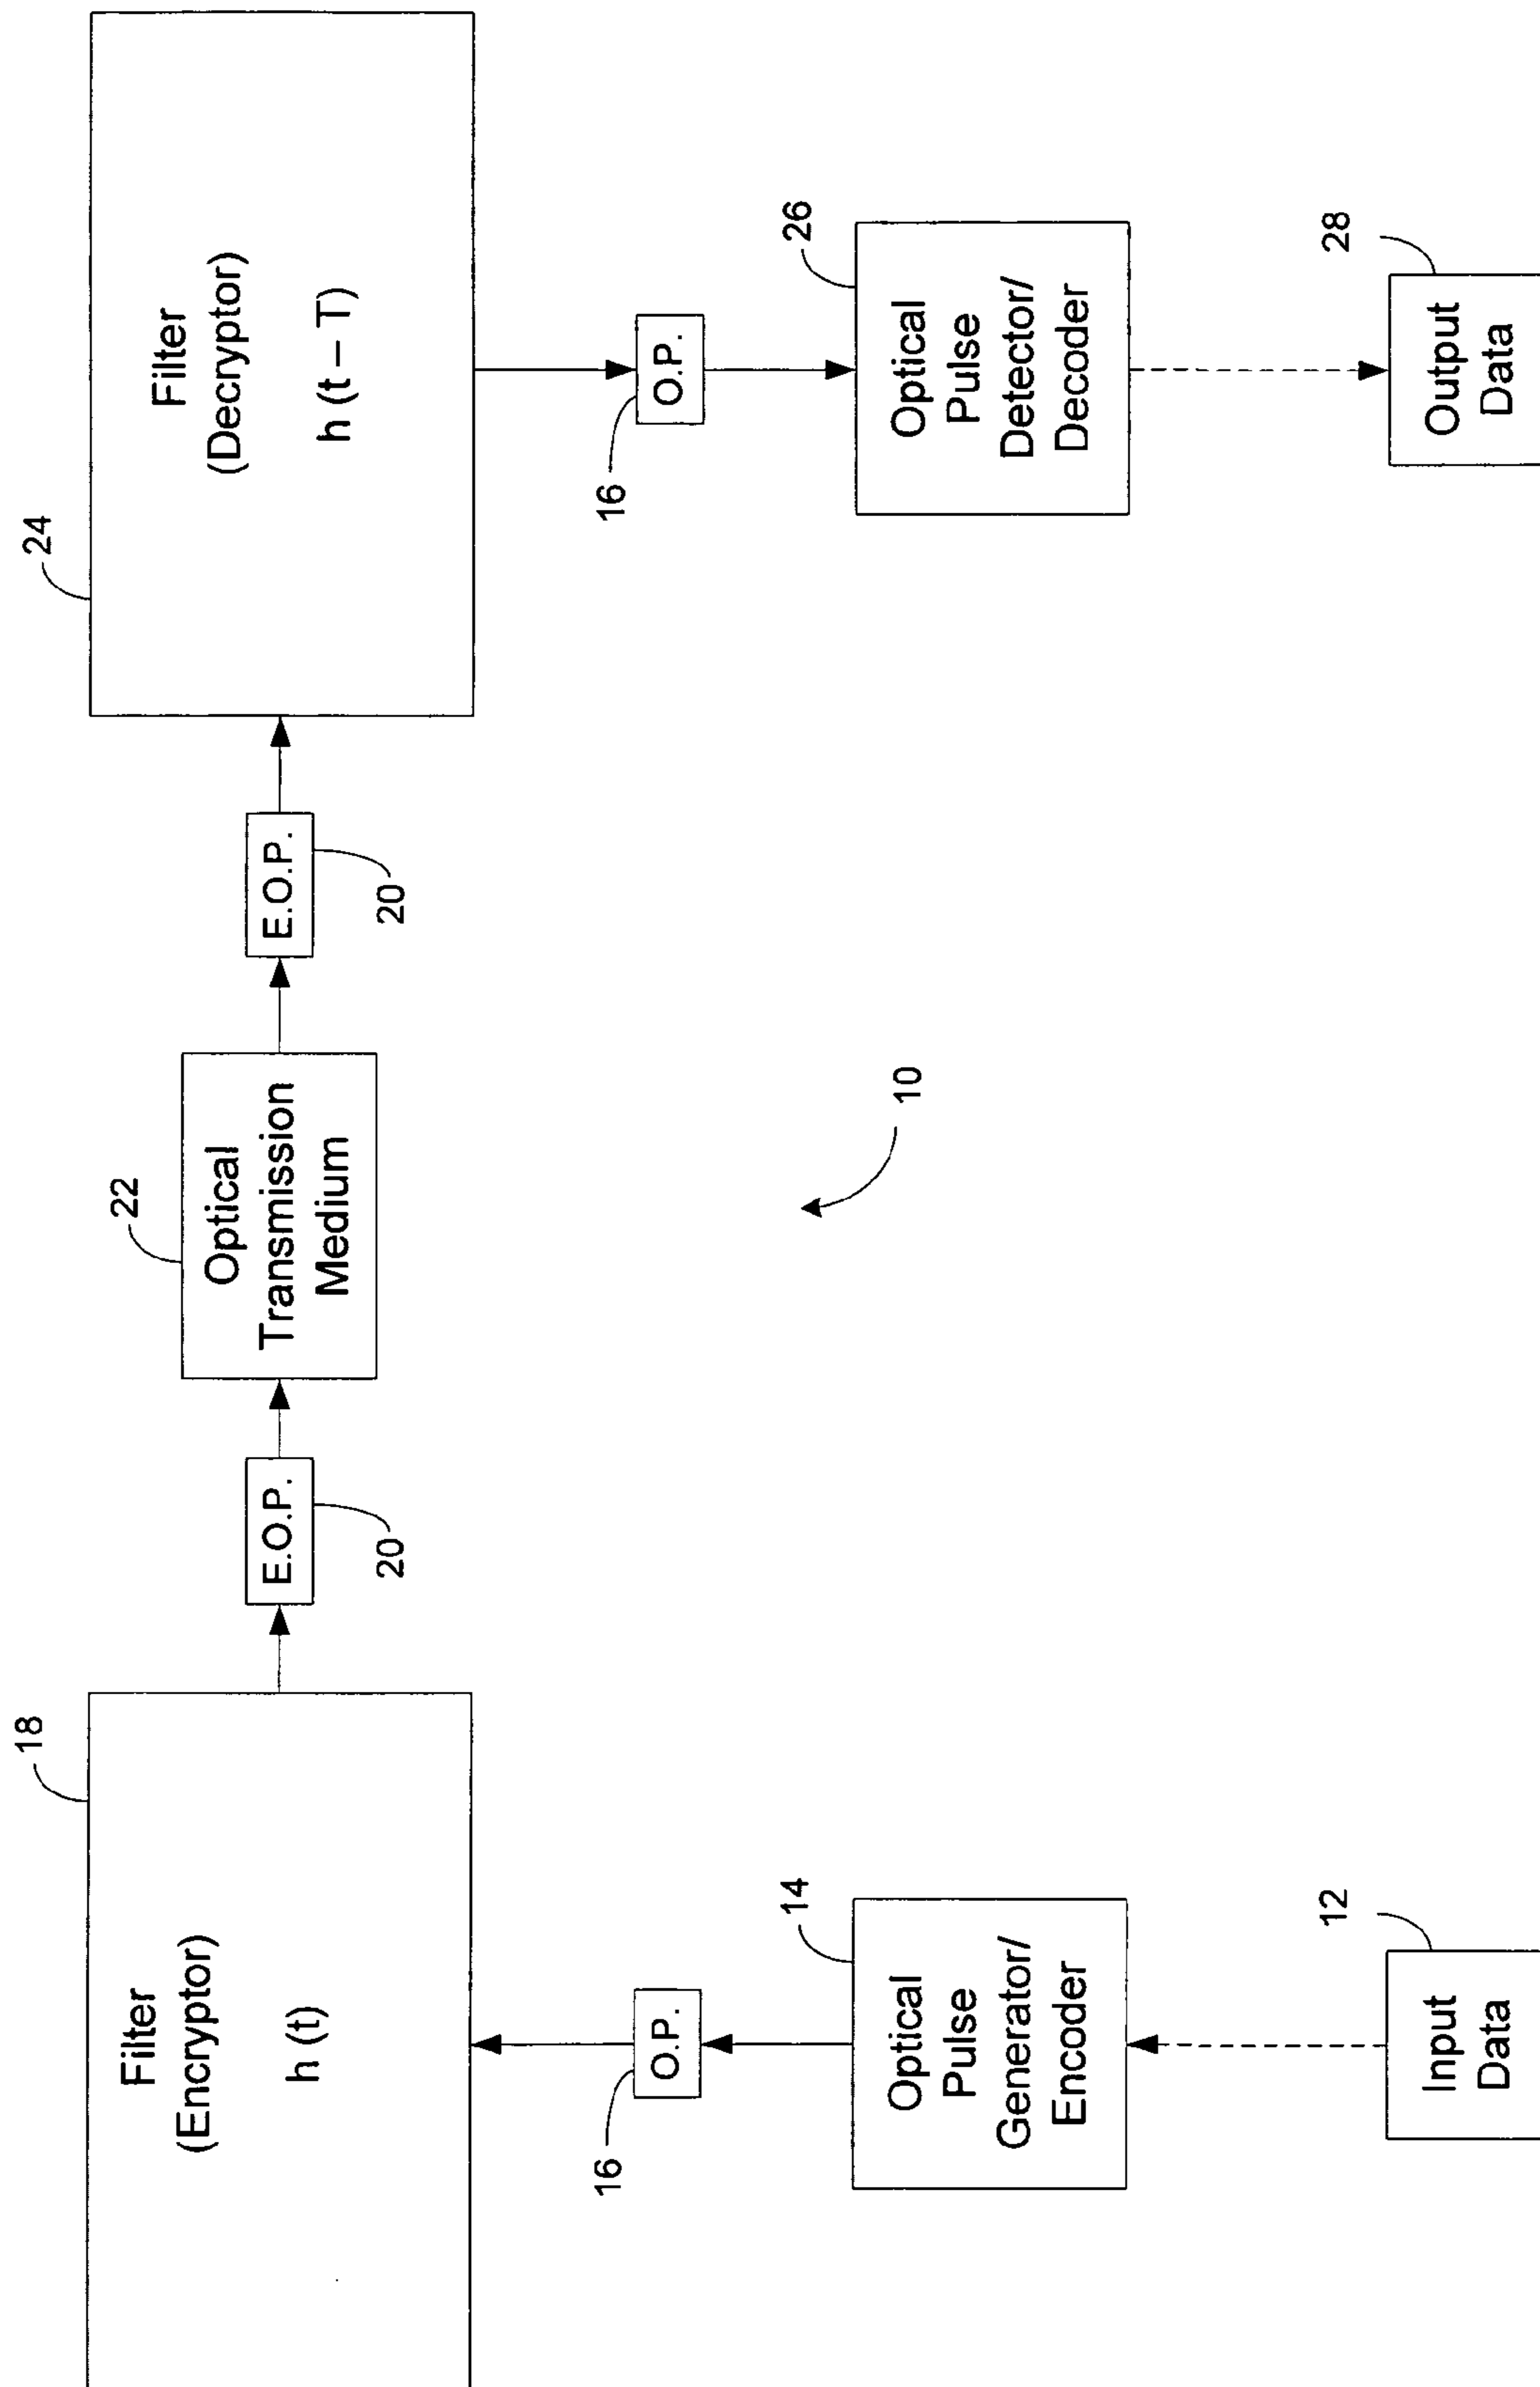 18
Filter
(Encryptor)
h (t)
E.O.P.
20
22
Optical
Transmission
Medium
E.O.P.
20
24
Filter
(Decryptor)
h (t – T)
16
O.P.
16
O.P.
14
Optical
Pulse
Generator/
Encoder
10
26
Optical
Pulse
Detector/
Decoder
12
Input
Data
28
Output
Data